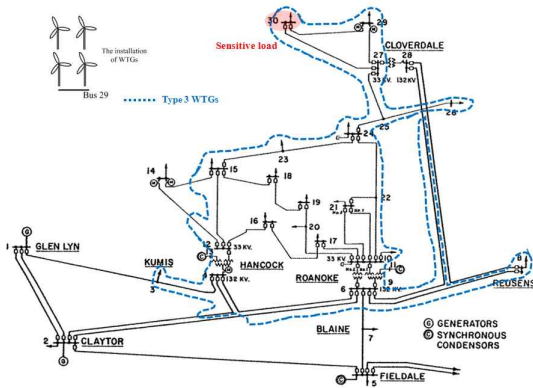 30
29
Sensitive load
CLOVERDALE
27
28
33 KV.
132 KV.
The installation
of WTGs
Bus 29
Type 3 WTGs
26
25
24
23
14
15
18
22
19
21
16
20
17
12
33 KV.
13
HANCOCK
132 KV.
33 KV.
10
ROANOKE
11
9
6
132 KV.
8
REUSENS
1
GLEN LYN
KUMIS
3
4
G
C
2
CLAYTOR
BLAINE
7
G GENERATORS
C SYNCHRONOUS
CONDENSORS
FIELDALE
5